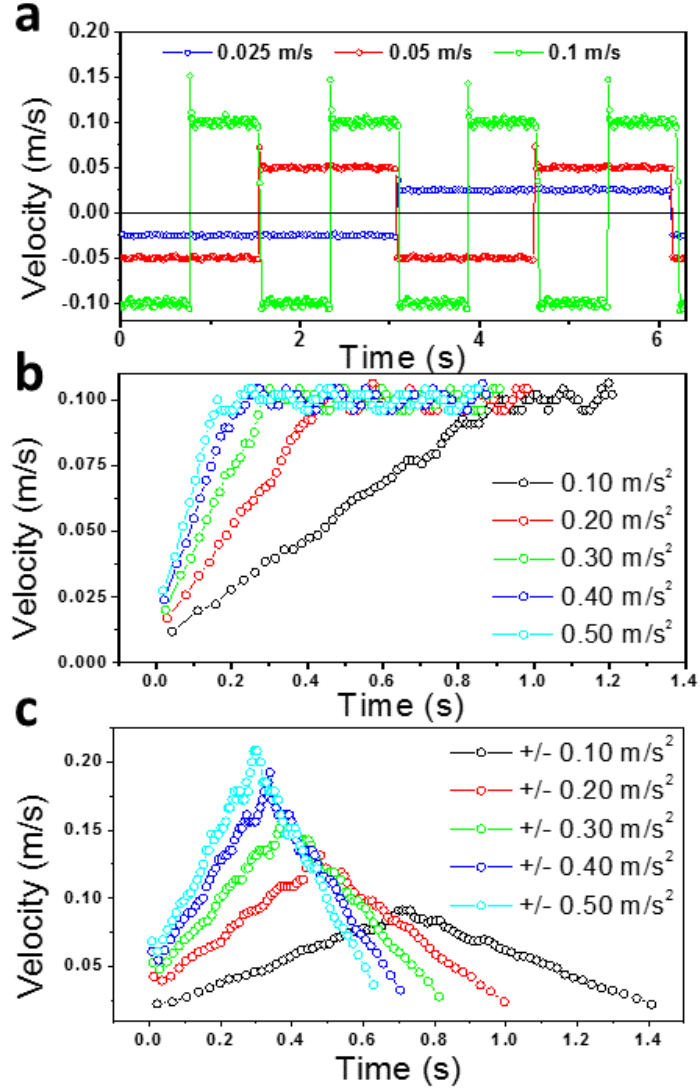 a
0.20
0.15
0.10
0.05
0.00
-0.05
-0.10
Velocity (m/s)
0.025 m/s 0.05 m/s 0.1 m/s
0 2 4 6
Time (s)
b
0.100
0.075
0.050
0.025
0.000
Velocity (m/s)
0.10 m/s²
0.20 m/s²
0.30 m/s²
0.40 m/s²
0.50 m/s²
0.0 0.2 0.4 0.6 0.8 1.0 1.2 1.4
Time (s)
c
0.20
0.15
0.10
0.05
Velocity (m/s)
+/- 0.10 m/s²
+/- 0.20 m/s²
+/- 0.30 m/s²
+/- 0.40 m/s²
+/- 0.50 m/s²
0.0 0.2 0.4 0.6 0.8 1.0 1.2 1.4
Time (s)